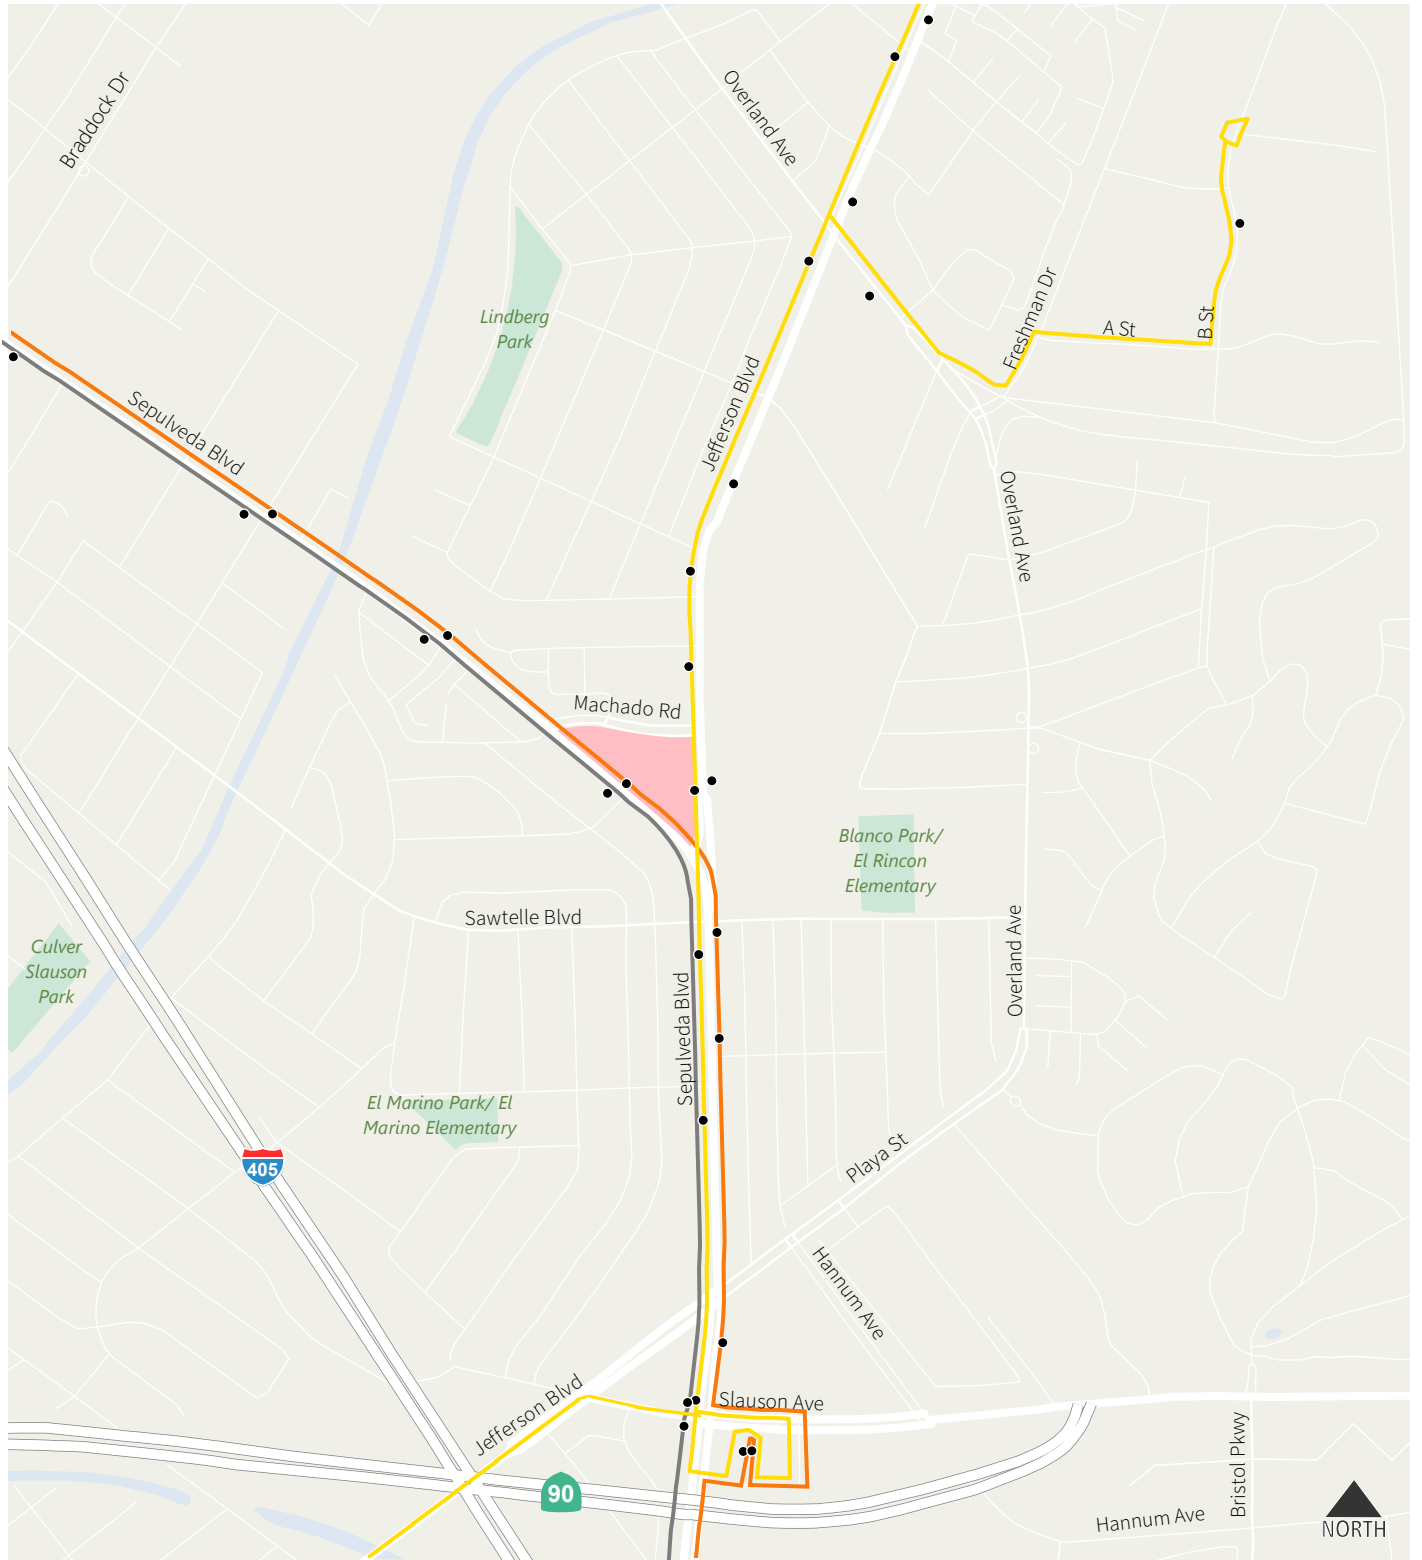 Braddock Dr
Overland Ave
Lindberg
Park
Freshman Dr
A St
B St
Sepulveda Blvd
Jefferson Blvd
Overland Ave
Machado Rd
Blanco Park/
El Rincon
Elementary
Sawtelle Blvd
Culver
Slauson
Park
Overland Ave
Sepulveda Blvd
El Marino Park/ El
Marino Elementary
405
Playa St
Hannum Ave
Jefferson Blvd
Slauson Ave
90
Bristol Pkwy
Hannum Ave
NORTH